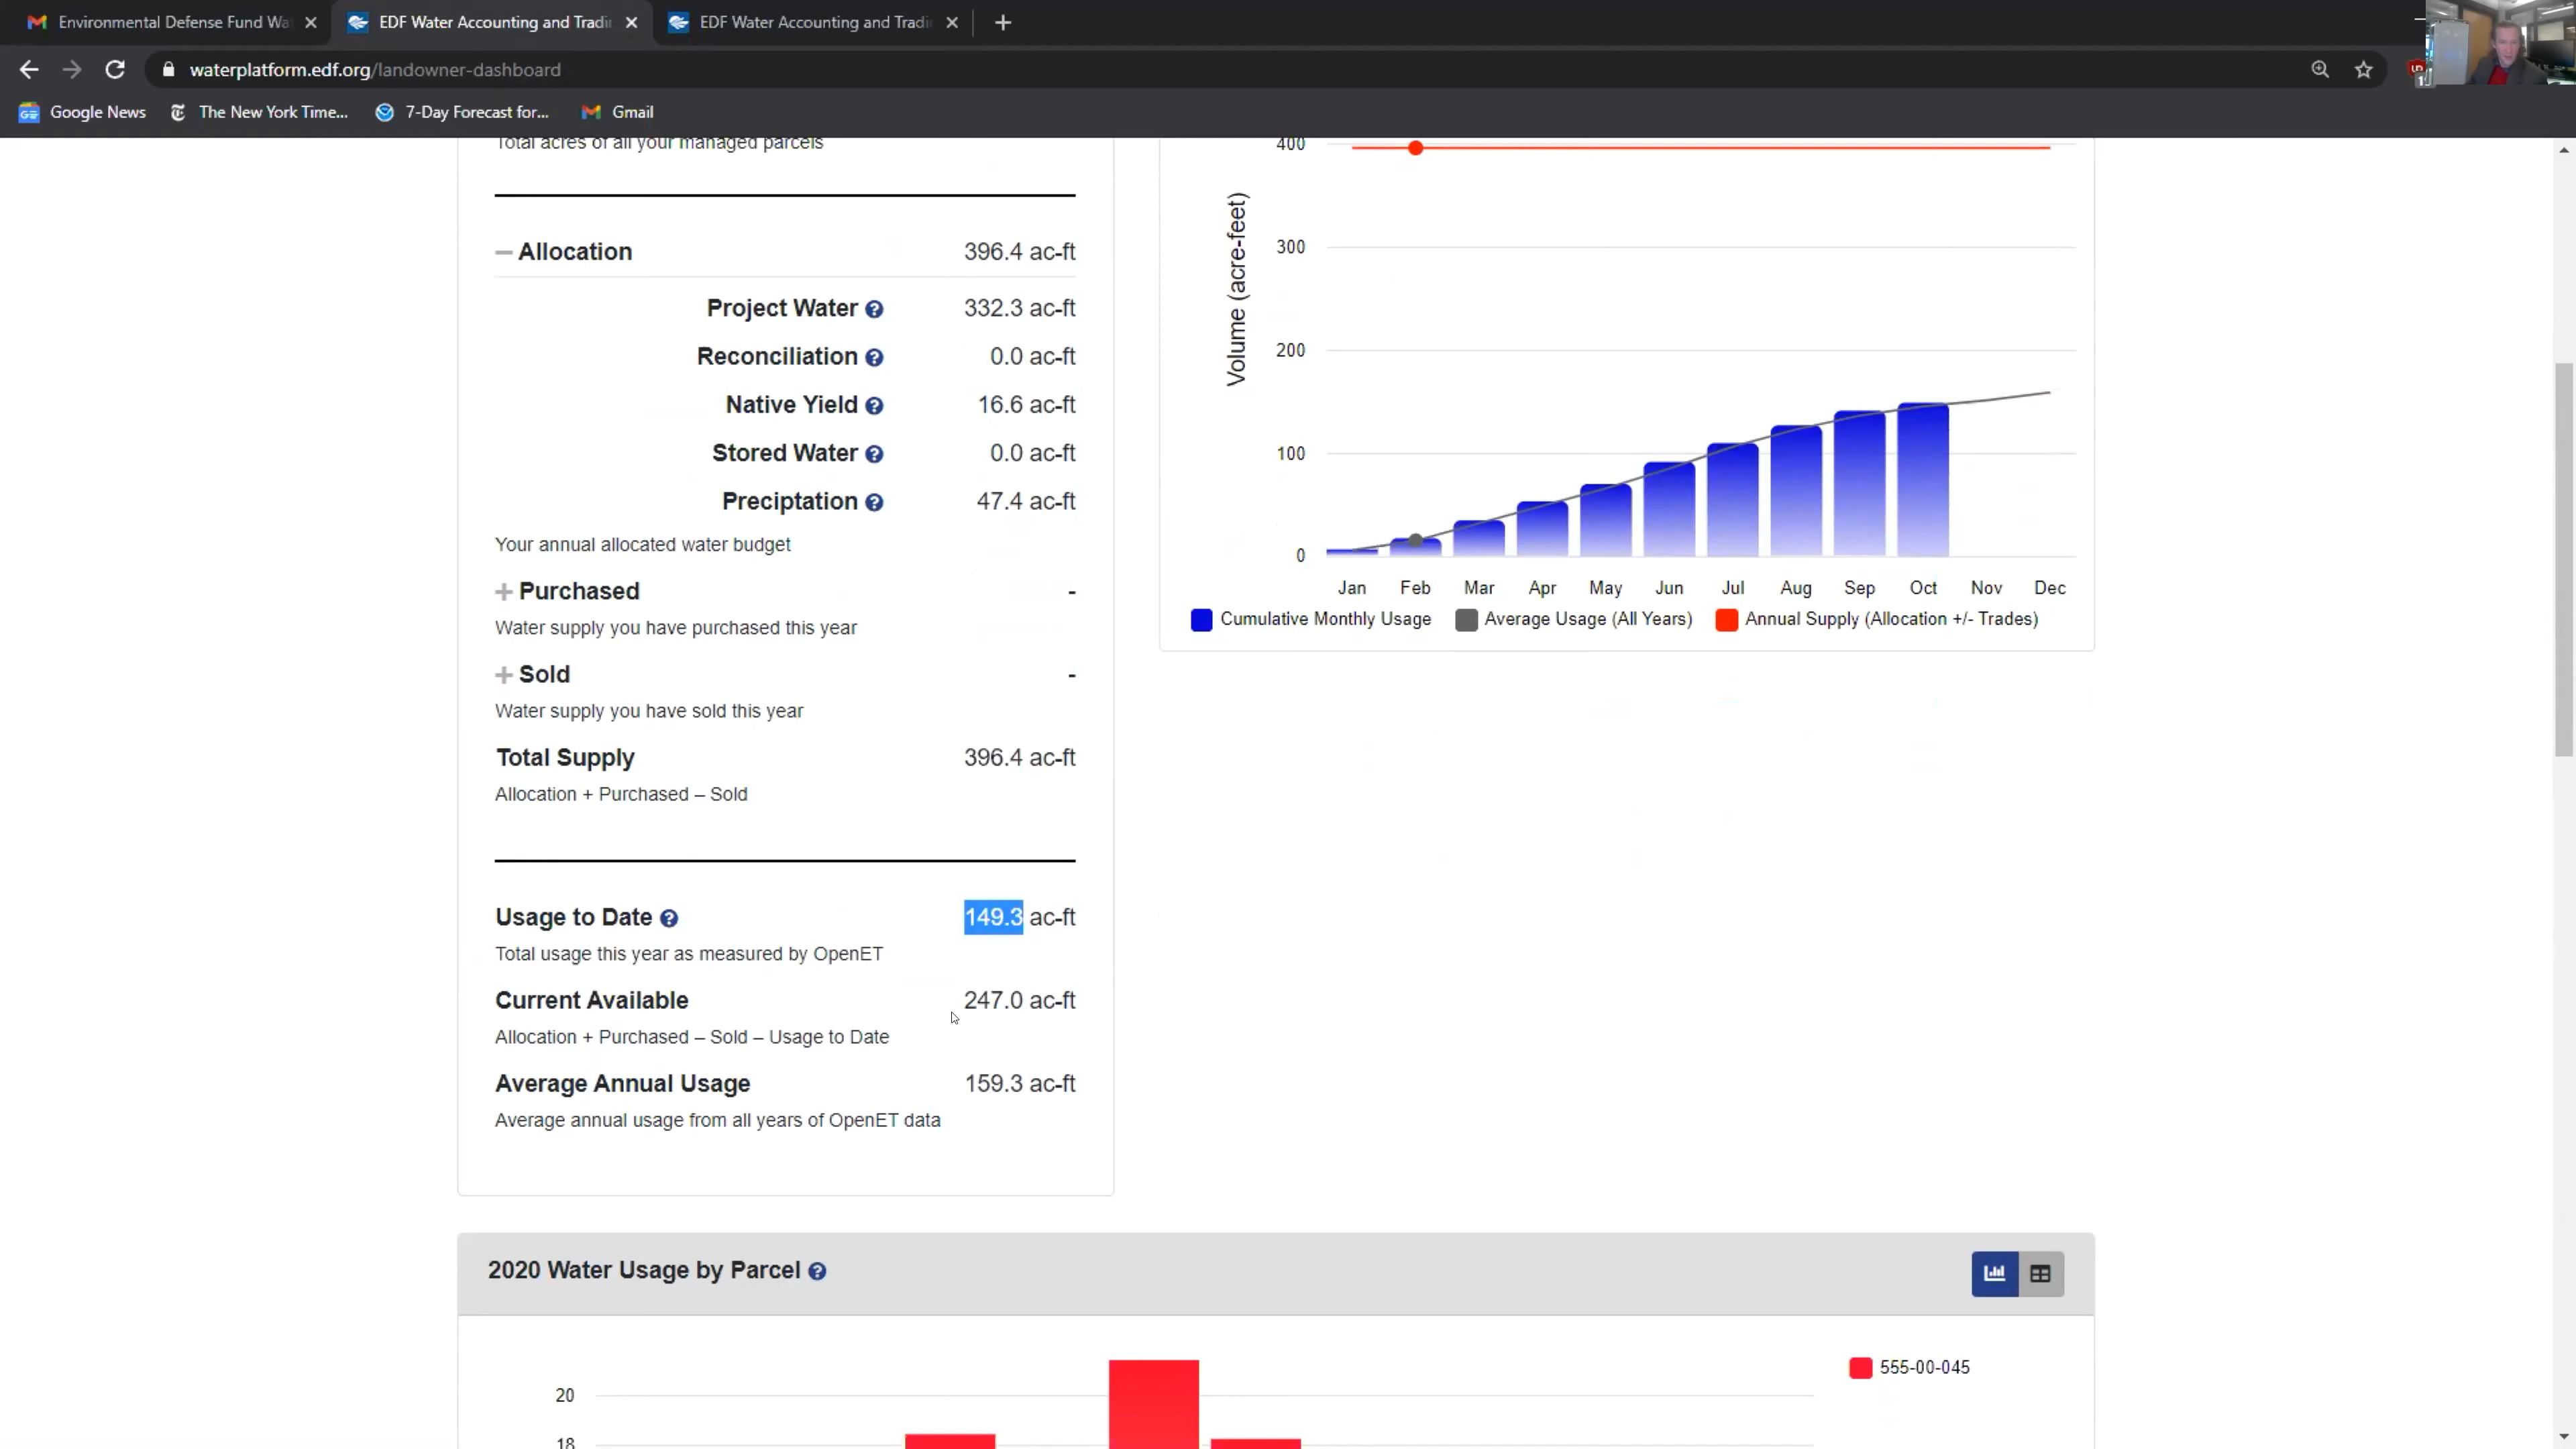 Environmental Defense Fund Wa
EDF Water Accounting and Tradi
EDF Water Accounting and Tradi
waterplatform.edf.org/landowner-dashboard
Google News
The New York Time...
7-Day Forecast for...
Gmail
Total acres of all your managed parcels
Allocation 396.4 ac-ft
Project Water 332.3 ac-ft
Reconciliation 0.0 ac-ft
Native Yield 16.6 ac-ft
Stored Water 0.0 ac-ft
Preciptation 47.4 ac-ft
Your annual allocated water budget
Purchased -
Water supply you have purchased this year
Sold -
Water supply you have sold this year
Total Supply 396.4 ac-ft
Allocation + Purchased – Sold
Usage to Date 149.3 ac-ft
Total usage this year as measured by OpenET
Current Available 247.0 ac-ft
Allocation + Purchased – Sold – Usage to Date
Average Annual Usage 159.3 ac-ft
Average annual usage from all years of OpenET data
Volume (acre-feet)
400
300
200
100
0
Jan Feb Mar Apr May Jun Jul Aug Sep Oct Nov Dec
Cumulative Monthly Usage Average Usage (All Years) Annual Supply (Allocation +/- Trades)
2020 Water Usage by Parcel
20
18
555-00-045